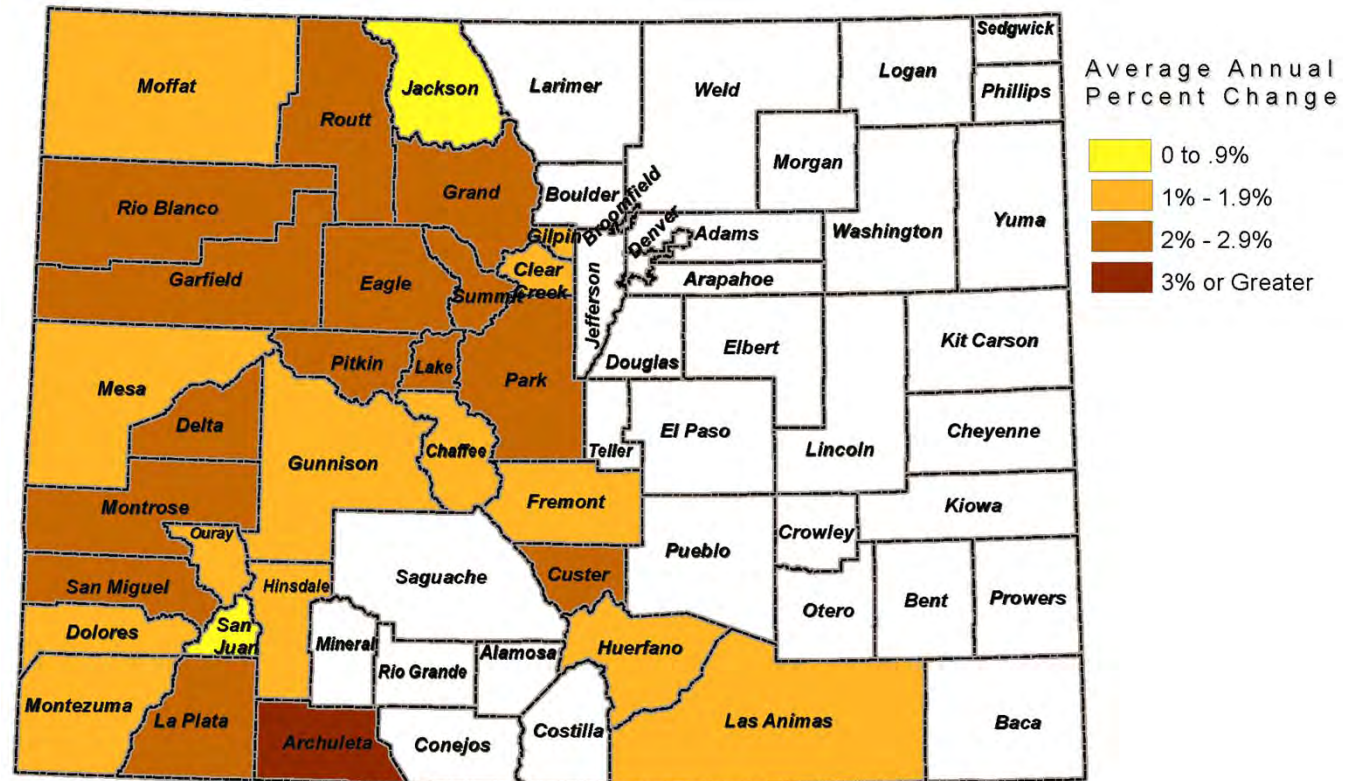 Sedgwick
Average Annual
Percent Change
Moffat
Jackson
Larimer
Weld
Logan
Phillips
Routt
0 to .9%
Morgan
1% - 1.9%
Grand
Boulder
Broomfield
Rio Blanco
Yuma
2% - 2.9%
Gilpin
Denver
Adams
Washington
Clear
Creek
Garfield
Eagle
Summit
Arapahoe
3% or Greater
Jefferson
Kit Carson
Elbert
Douglas
Pitkin
Lake
Park
Mesa
Delta
El Paso
Cheyenne
Gunnison
Chaffee
Teller
Lincoln
Montrose
Fremont
Kiowa
Ouray
Crowley
Pueblo
San Miguel
Hinsdale
Saguache
Custer
Otero
Bent
Prowers
San
Juan
Dolores
Mineral
Rio Grande
Alamosa
Huerfano
Montezuma
La Plata
Las Animas
Baca
Costilla
Archuleta
Conejos